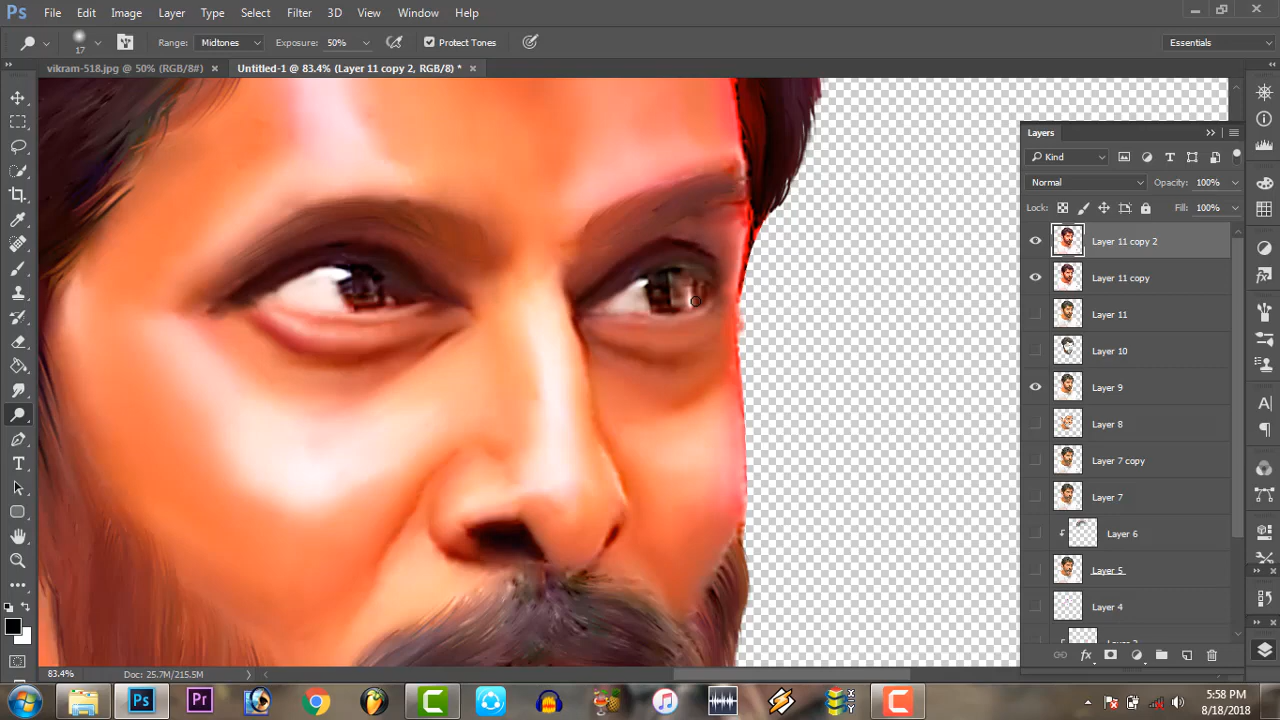 Ps File Edit Image Layer Type Select Filter 3D View Window Help
17 Range: Midtones Exposure: 50% Protect Tones Essentials
vikram-518.jpg @ 50% (RGB/8#) × Untitled-1 @ 83.4% (Layer 11 copy 2, RGB/8) * ×
Layers
Kind
Normal Opacity: 100%
Lock: Fill: 100%
Layer 11 copy 2
Layer 11 copy
Layer 11
Layer 10
Layer 9
Layer 8
Layer 7 copy
Layer 7
Layer 6
Layer 5
Layer 4
83.4% Doc: 25.7M/215.5M
5:58 PM
8/18/2018